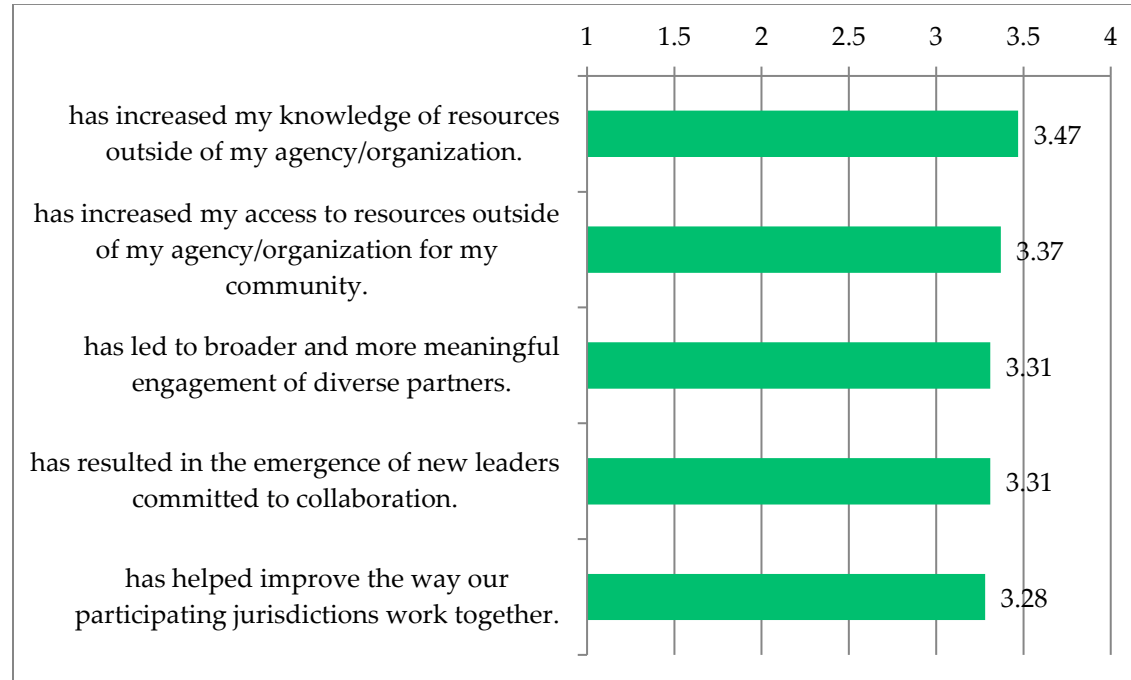 1 1.5 2 2.5 3 3.5 4
has increased my knowledge of resources
outside of my agency/organization.
3.47
has increased my access to resources outside
of my agency/organization for my
community.
3.37
has led to broader and more meaningful
engagement of diverse partners.
3.31
has resulted in the emergence of new leaders
committed to collaboration.
3.31
has helped improve the way our
participating jurisdictions work together.
3.28